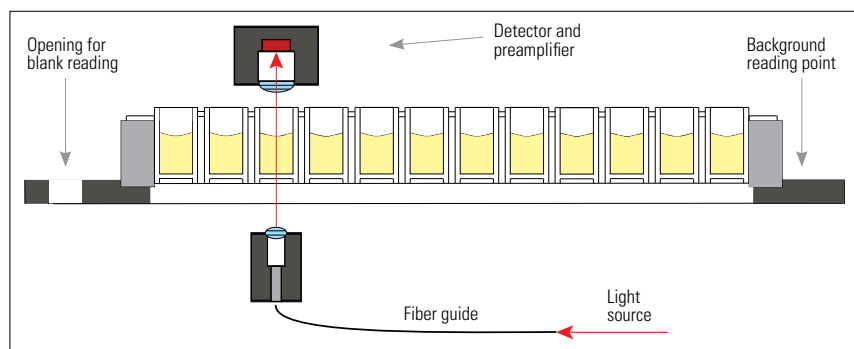 Opening for
blank reading
Detector and
preamplifier
Background
reading point
Fiber guide
Light
source